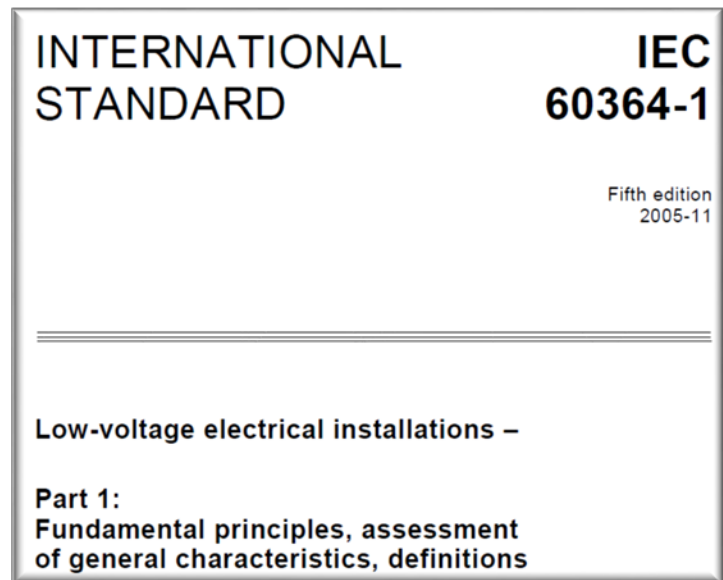 INTERNATIONAL
STANDARD
IEC
60364-1
Fifth edition
2005-11
Low-voltage electrical installations –
Part 1:
Fundamental principles, assessment
of general characteristics, definitions